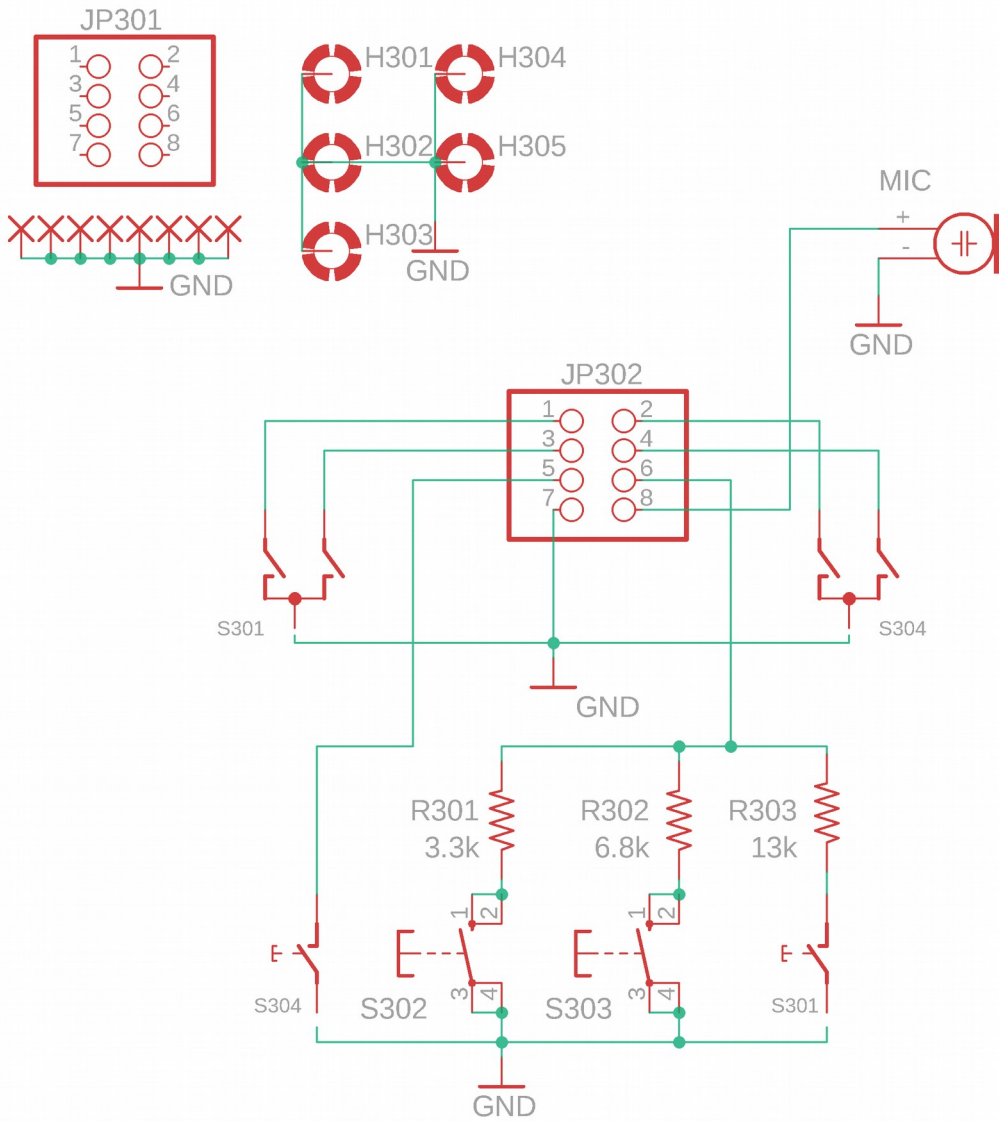 JP301
1 2
3 4
5 6
7 8
GND
H301
H304
H302
H305
H303
GND
MIC
+
-
GND
JP302
1 2
3 4
5 6
7 8
S301
S304
GND
R301
3.3k
R302
6.8k
R303
13k
1 2
3 4
S302
1 2
3 4
S303
S304
S301
GND